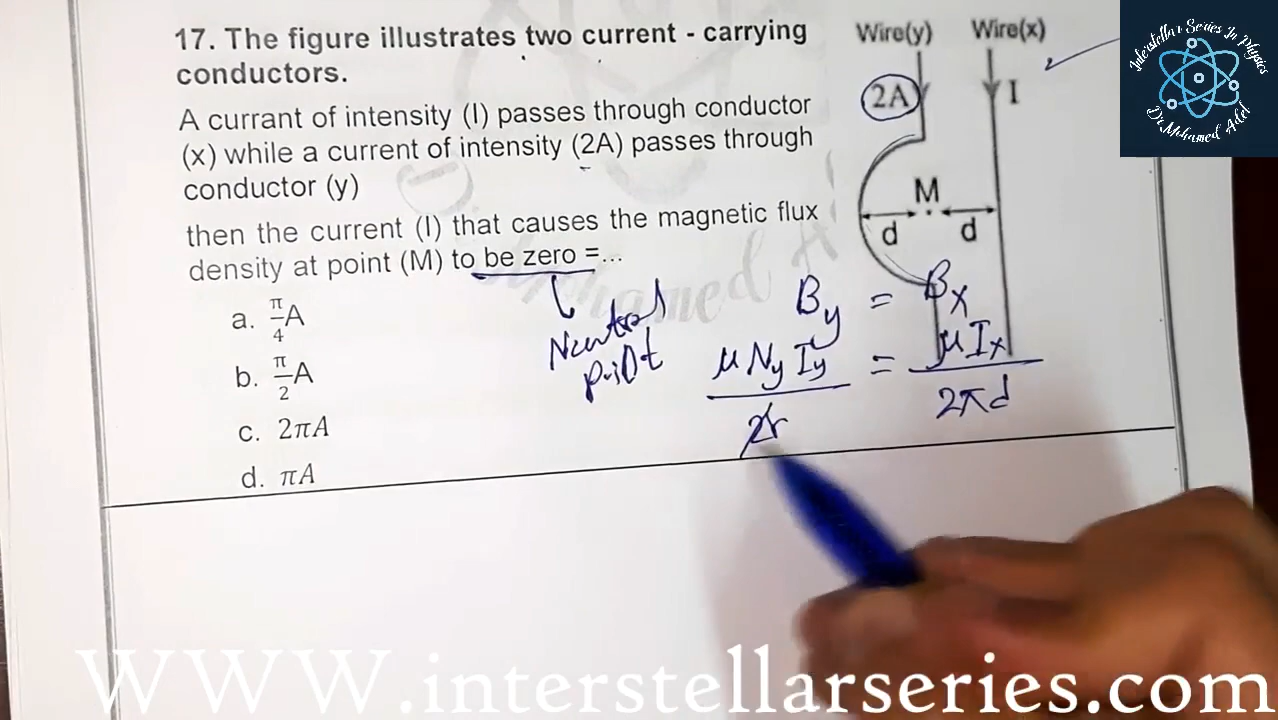 17. The figure illustrates two current - carrying
conductors.
A currant of intensity (I) passes through conductor
(x) while a current of intensity (2A) passes through
conductor (y)
then the current (I) that causes the magnetic flux
density at point (M) to be zero =...
a. π/4 A
b. π/2 A
c. 2πA
d. πA
Wire(y) Wire(x)
2A I
M
d d
Neutral
point
By = Bx
μ Ny Iy / 2r = μ Ix / 2πd
Interstellar Series In Physics
Dr.Mohamed Adel
WWW.interstellarseries.com